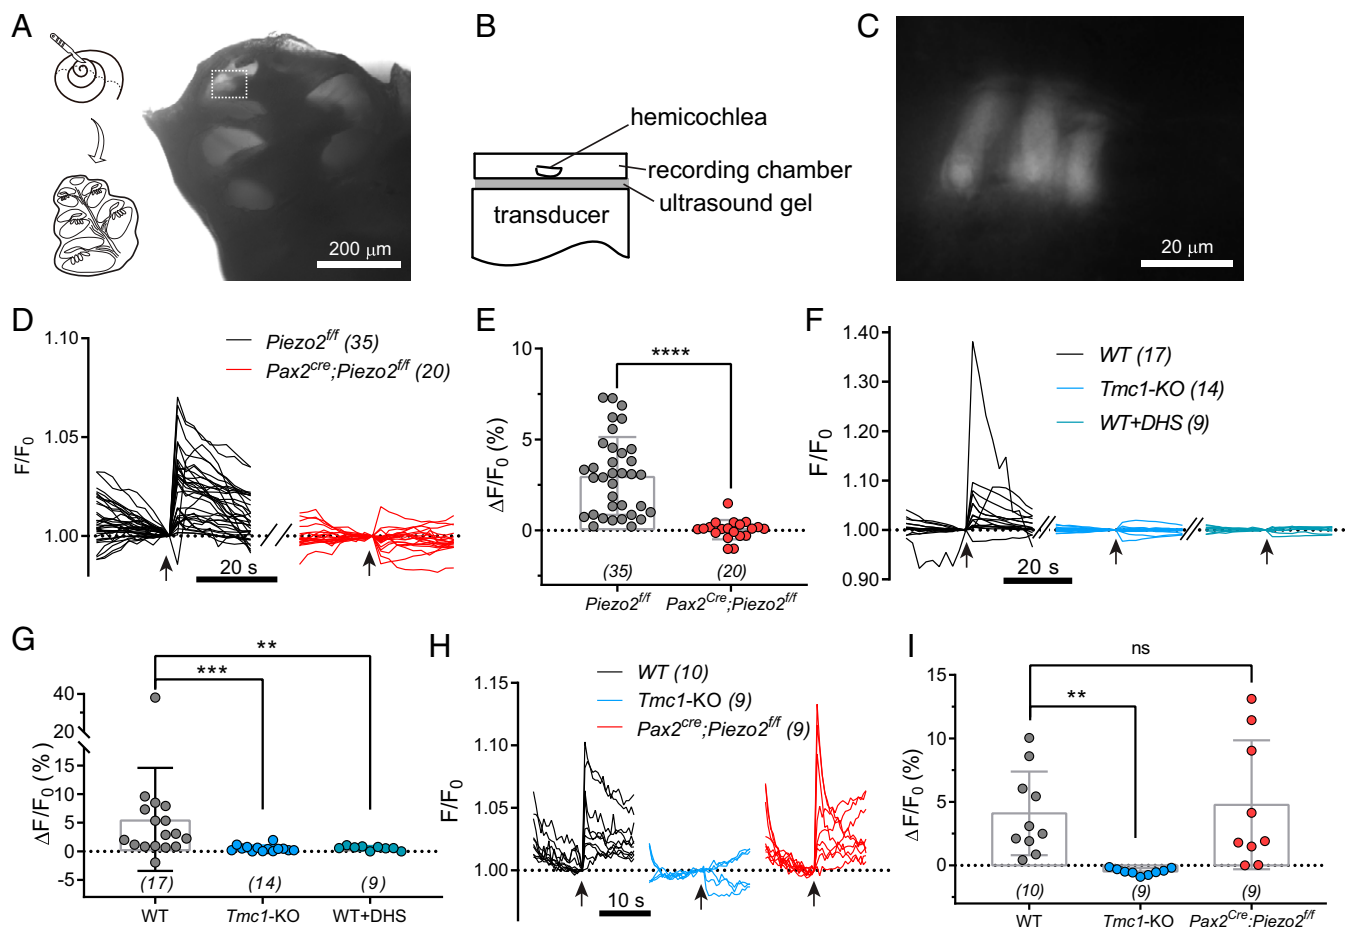 A
200 μm
B
hemicochlea
recording chamber
ultrasound gel
transducer
C
20 μm
D
F/F0
1.10
1.05
1.00
Piezo2f/f (35)
Pax2cre;Piezo2f/f (20)
20 s
E
ΔF/F0 (%)
10
5
0
****
(35)
(20)
Piezo2f/f
Pax2Cre;Piezo2f/f
F
F/F0
1.40
1.30
1.20
1.10
1.00
0.90
WT (17)
Tmc1-KO (14)
WT+DHS (9)
20 s
G
ΔF/F0 (%)
40
20
15
10
5
0
-5
**
***
(17)
(14)
(9)
WT
Tmc1-KO
WT+DHS
H
F/F0
1.15
1.10
1.05
1.00
WT (10)
Tmc1-KO (9)
Pax2cre;Piezo2f/f (9)
10 s
I
ΔF/F0 (%)
15
10
5
0
ns
**
(10)
(9)
(9)
WT
Tmc1-KO
Pax2Cre;Piezo2f/f